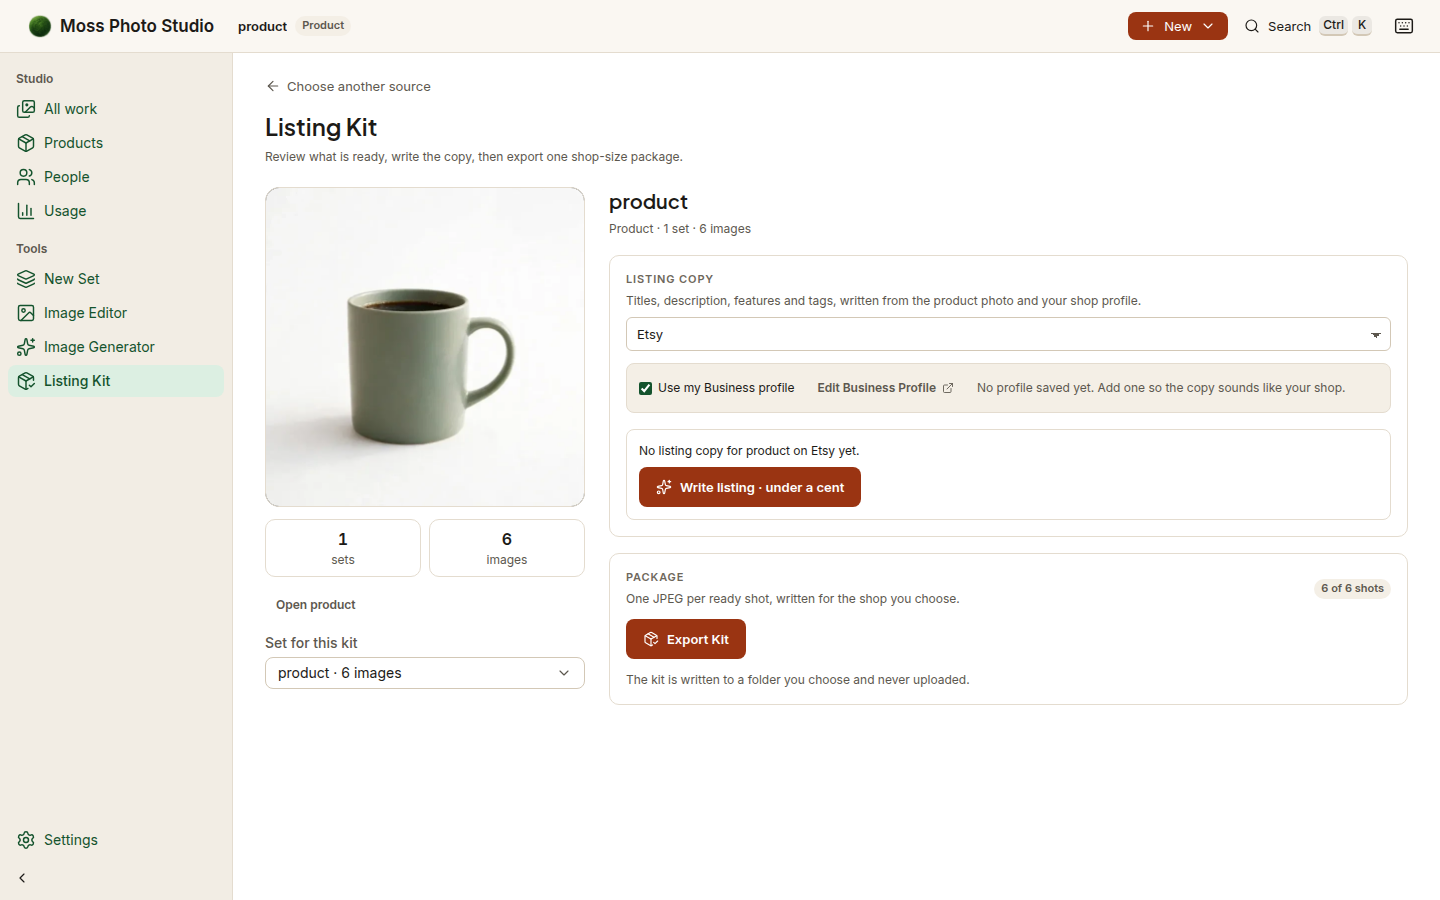 Moss Photo Studio
product Product
New
Search Ctrl K
Studio
All work
Products
People
Usage
Tools
New Set
Image Editor
Image Generator
Listing Kit
Settings
Choose another source
Listing Kit
Review what is ready, write the copy, then export one shop-size package.
1
sets
6
images
Open product
Set for this kit
product · 6 images
product
Product · 1 set · 6 images
LISTING COPY
Titles, description, features and tags, written from the product photo and your shop profile.
Etsy
Use my Business profile Edit Business Profile No profile saved yet. Add one so the copy sounds like your shop.
No listing copy for product on Etsy yet.
Write listing · under a cent
PACKAGE
One JPEG per ready shot, written for the shop you choose.
6 of 6 shots
Export Kit
The kit is written to a folder you choose and never uploaded.